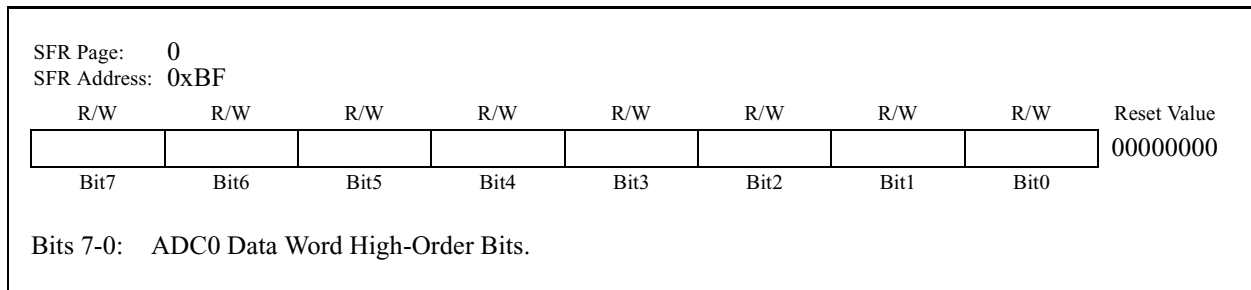 SFR Page: 0
SFR Address: 0xBF
R/W R/W R/W R/W R/W R/W R/W R/W Reset Value
00000000
Bit7 Bit6 Bit5 Bit4 Bit3 Bit2 Bit1 Bit0
Bits 7-0: ADC0 Data Word High-Order Bits.